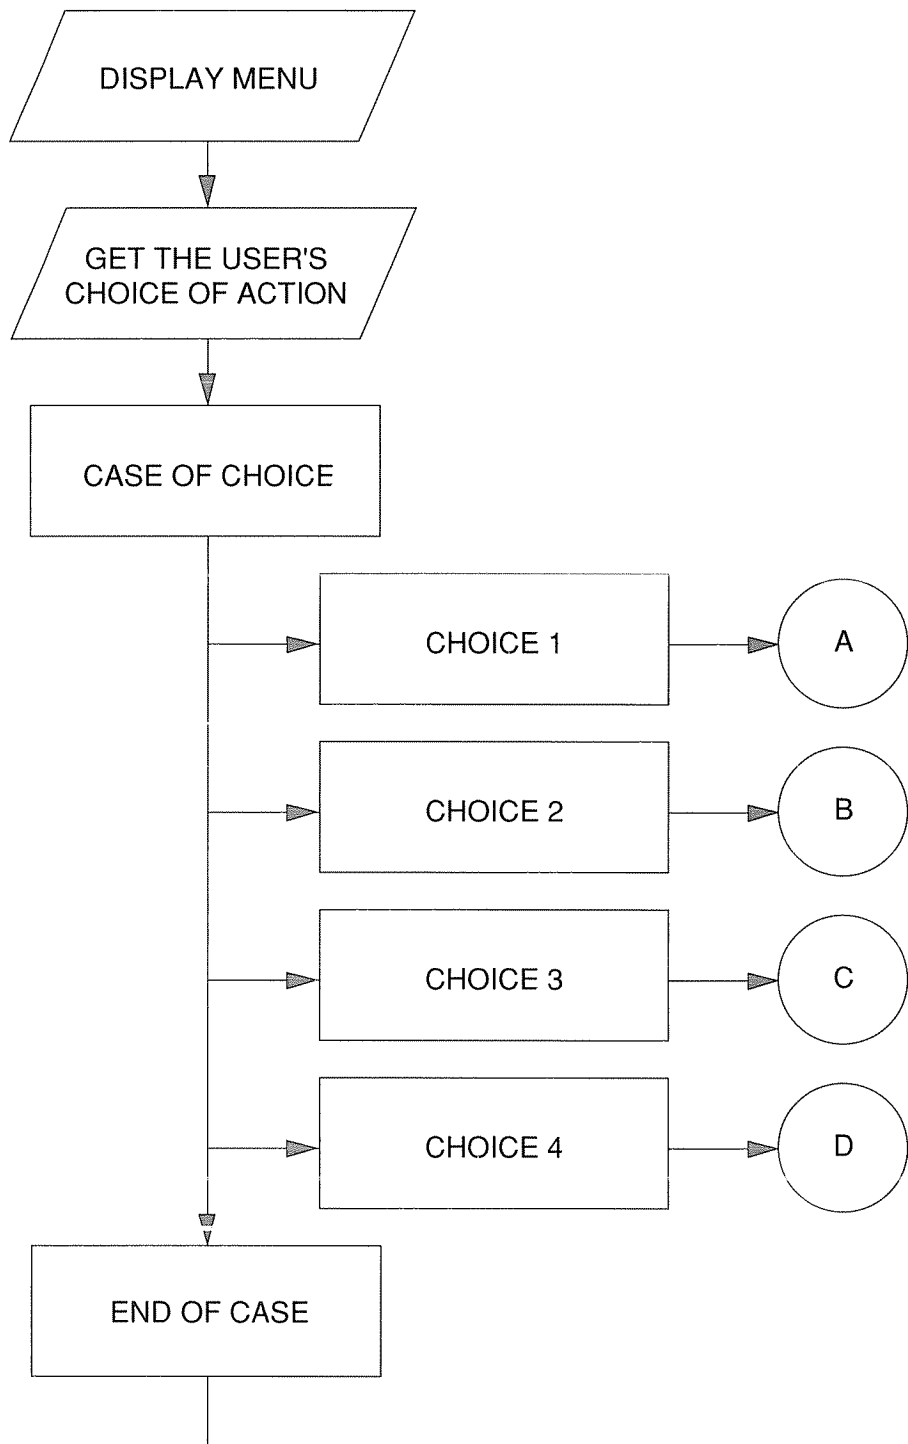 DISPLAY MENU
GET THE USER'S
CHOICE OF ACTION
CASE OF CHOICE
CHOICE 1
A
CHOICE 2
B
CHOICE 3
C
CHOICE 4
D
END OF CASE